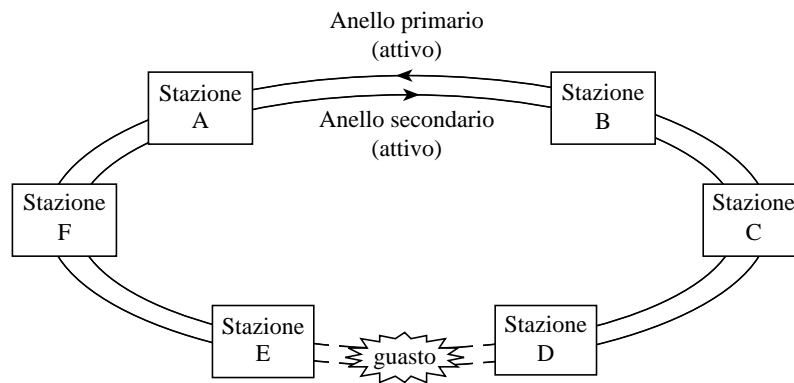 Anello primario
(attivo)
Stazione
A
Stazione
B
Anello secondario
(attivo)
Stazione
F
Stazione
C
Stazione
E
guasto
Stazione
D